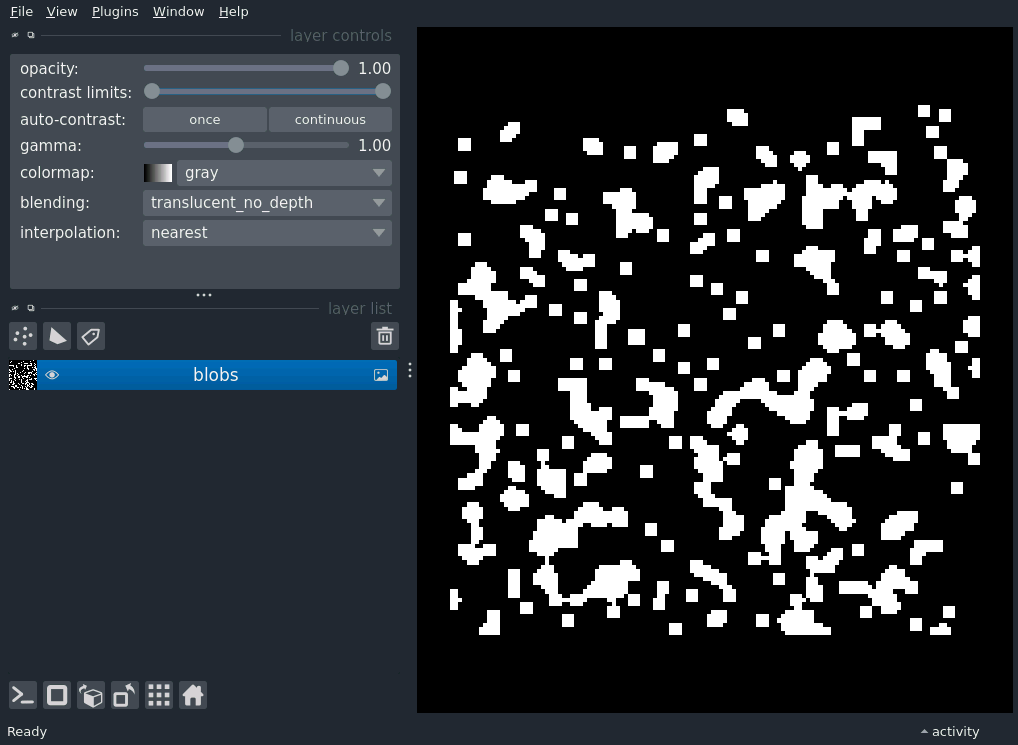 File View Plugins Window Help
layer controls
opacity: 1.00
contrast limits:
auto-contrast: once continuous
gamma: 1.00
colormap: gray
blending: translucent_no_depth
interpolation: nearest
layer list
blobs
Ready activity